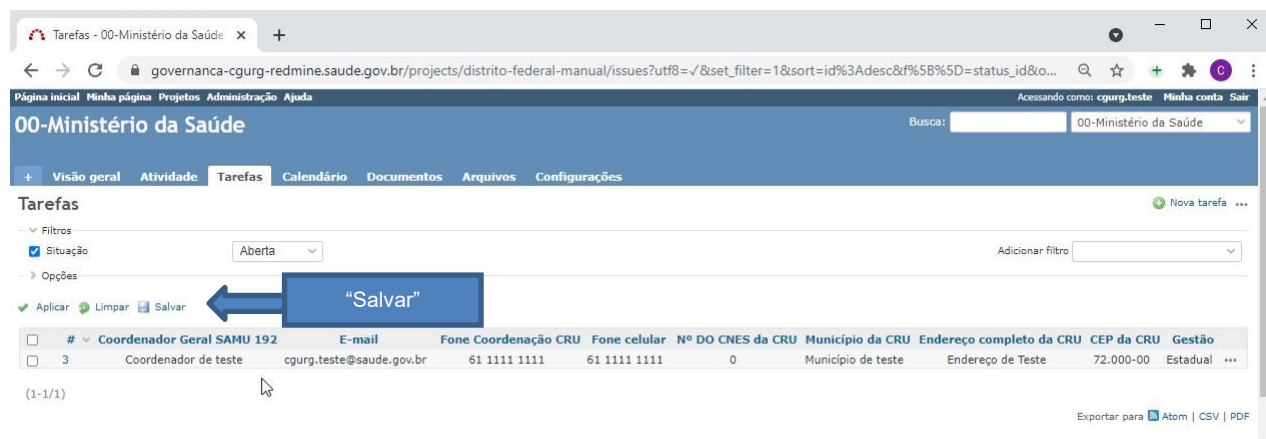 Tarefas - 00-Ministério da Saúde
governanca-cgurg-redmine.saude.gov.br/projects/distrito-federal-manual/issues?utf8=✓&set_filter=1&sort=id%3Adesc&f%5B%5D=status_id&o...
C
Página inicial Minha página Projetos Administração Ajuda Acessando como: cgurg.teste Minha conta Sair
00-Ministério da Saúde Busca: 00-Ministério da Saúde
+ Visão geral Atividade Tarefas Calendário Documentos Arquivos Configurações
Tarefas Nova tarefa ...
Filtros
Situação Aberta Adicionar filtro
Opções
Aplicar Limpar Salvar "Salvar"
# Coordenador Geral SAMU 192 E-mail Fone Coordenação CRU Fone celular Nº DO CNES da CRU Município da CRU Endereço completo da CRU CEP da CRU Gestão
3 Coordenador de teste cgurg.teste@saude.gov.br 61 1111 1111 61 1111 1111 0 Município de teste Endereço de Teste 72.000-00 Estadual ...
(1-1/1)
Exportar para Atom | CSV | PDF